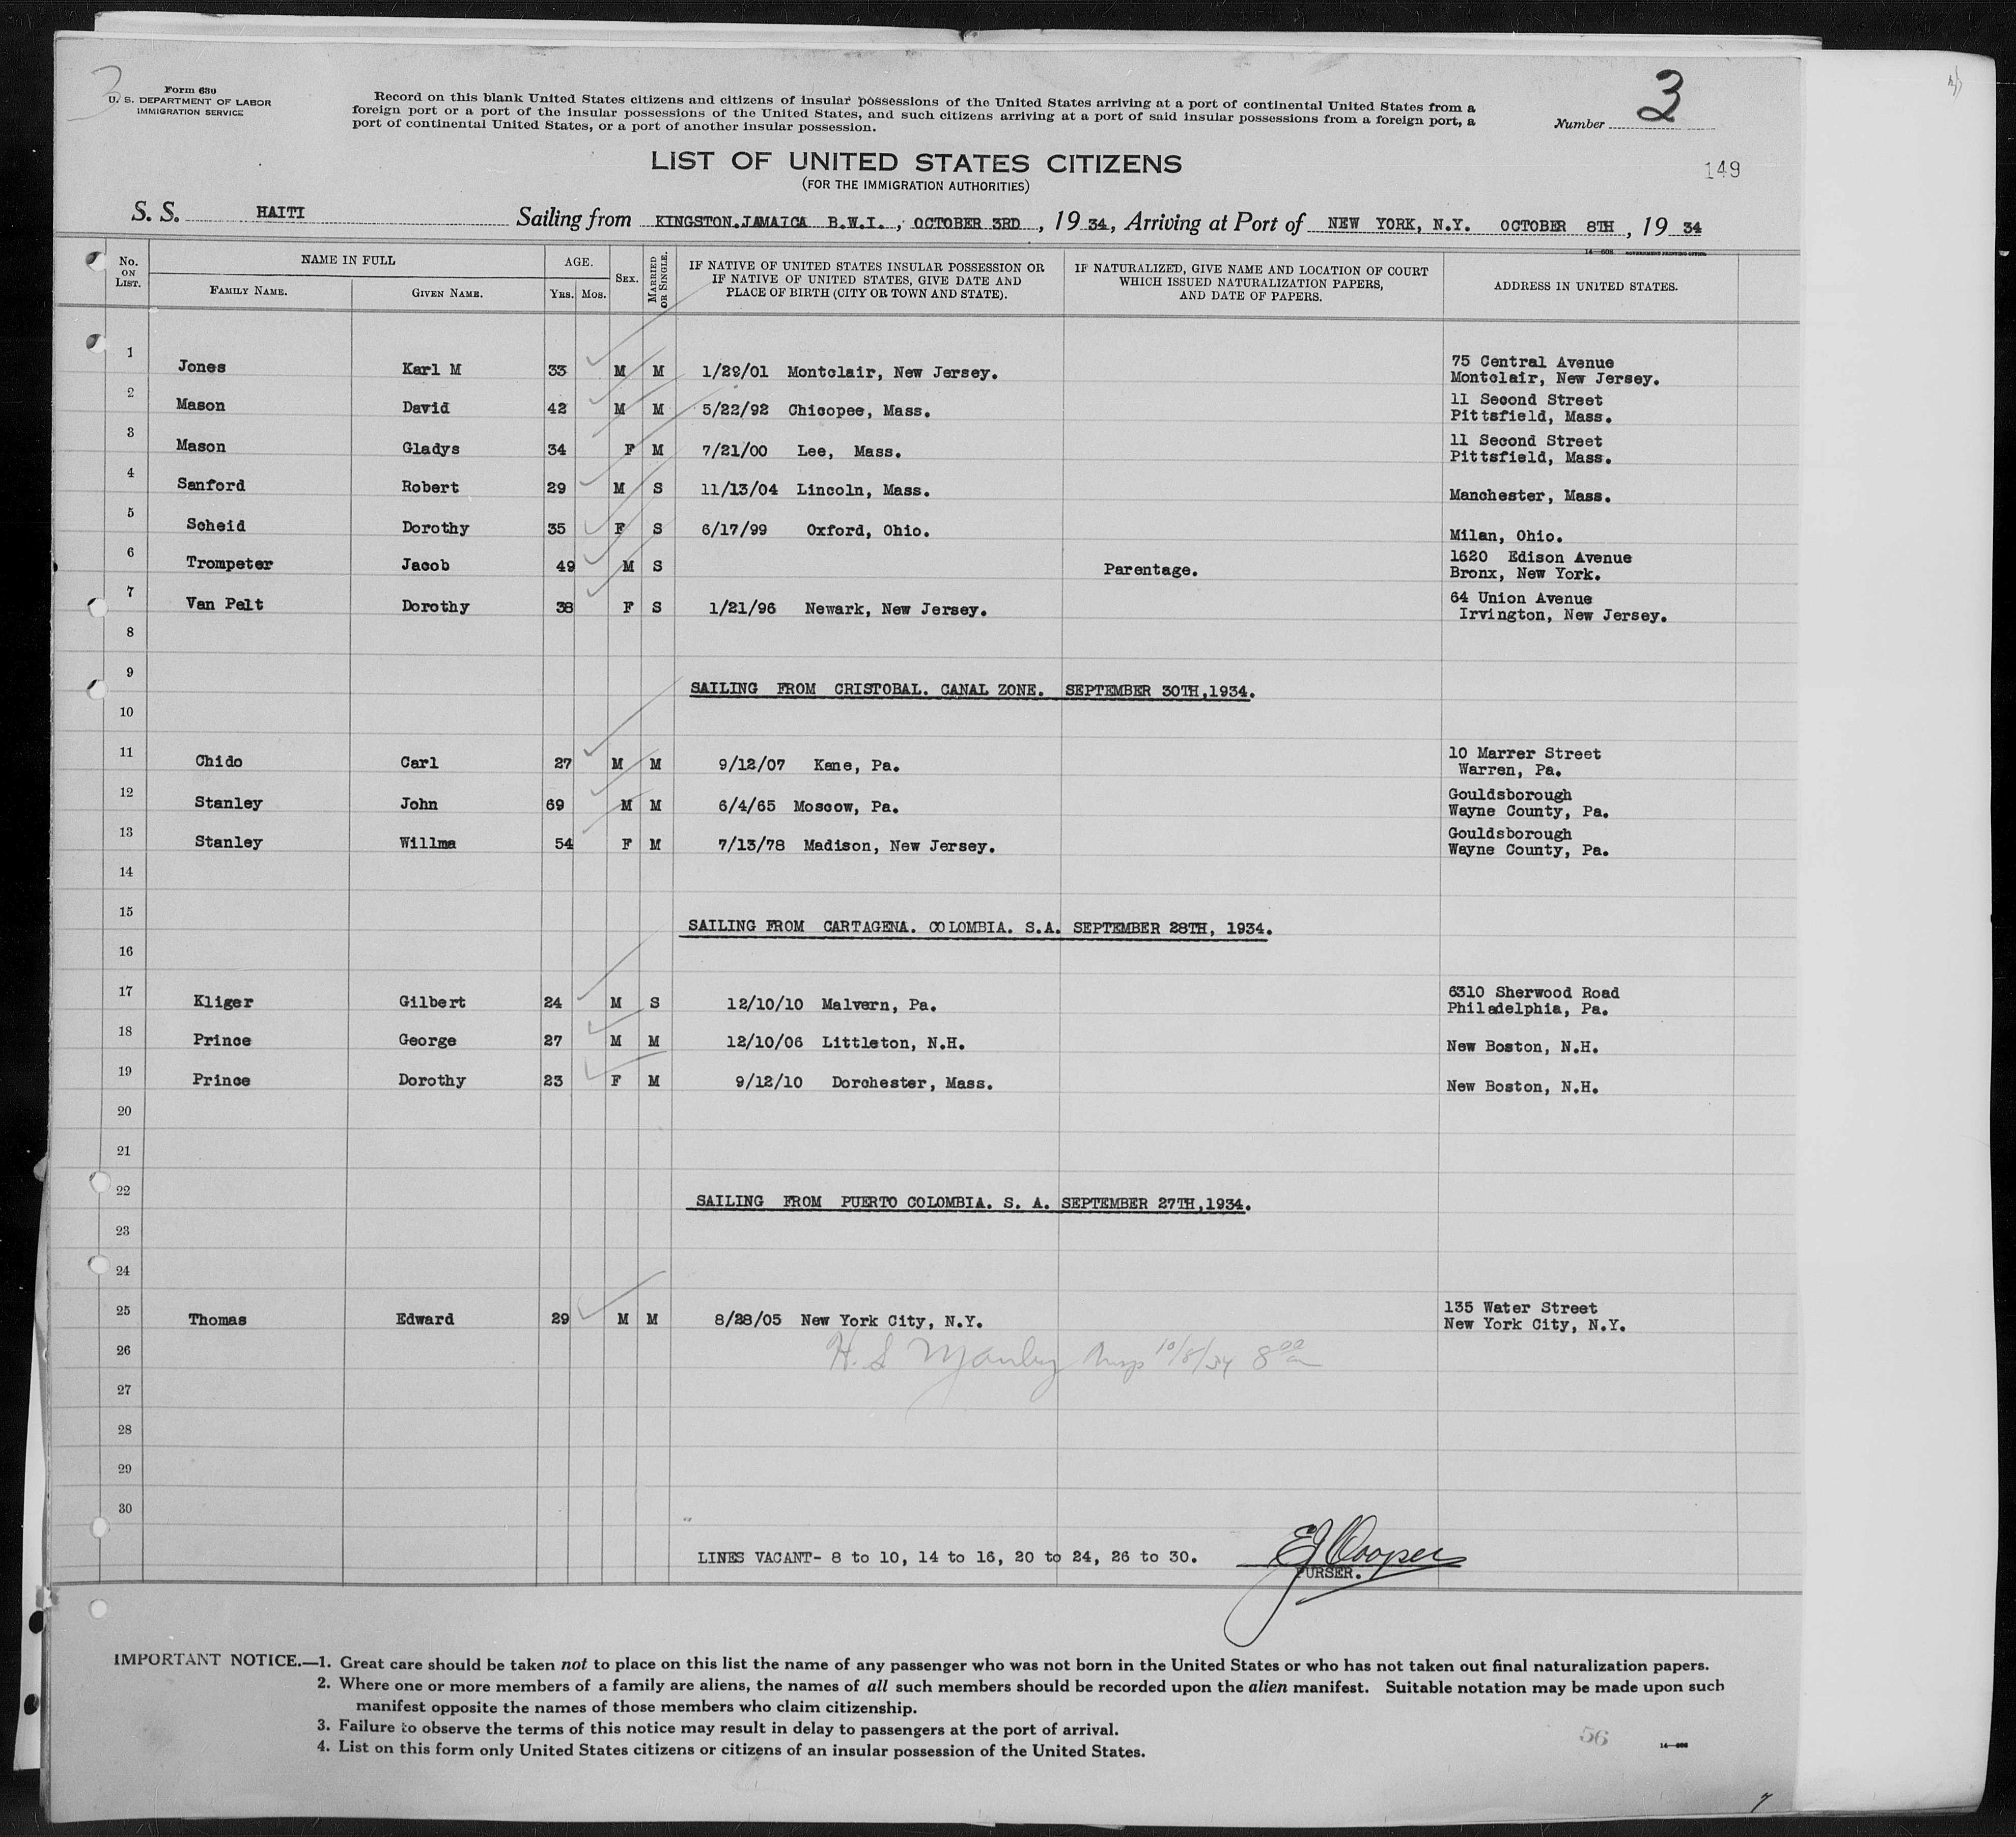 3
Form 630
U. S. DEPARTMENT OF LABOR
IMMIGRATION SERVICE
Record on this blank United States citizens and citizens of insular possessions of the United States arriving at a port of continental United States from a
foreign port or a port of the insular possessions of the United States, and such citizens arriving at a port of said insular possessions from a foreign port, a
port of continental United States, or a port of another insular possession.
Number 3
LIST OF UNITED STATES CITIZENS
(FOR THE IMMIGRATION AUTHORITIES)
149
S. S. HAITI Sailing from KINGSTON.JAMAICA B.W.I., OCTOBER 3RD, 19 34, Arriving at Port of NEW YORK, N.Y. OCTOBER 8TH, 19 34
14—608 GOVERNMENT PRINTING OFFICE
No. ON LIST. NAME IN FULL FAMILY NAME. GIVEN NAME. AGE. YRS. MOS. SEX. MARRIED OR SINGLE. IF NATIVE OF UNITED STATES INSULAR POSSESSION OR IF NATIVE OF UNITED STATES, GIVE DATE AND PLACE OF BIRTH (CITY OR TOWN AND STATE). IF NATURALIZED, GIVE NAME AND LOCATION OF COURT WHICH ISSUED NATURALIZATION PAPERS, AND DATE OF PAPERS. ADDRESS IN UNITED STATES.
1 Jones Karl M 33 M M 1/29/01 Montclair, New Jersey. 75 Central Avenue
Montclair, New Jersey.
2 Mason David 42 M M 5/22/92 Chicopee, Mass. 11 Second Street
Pittsfield, Mass.
3 Mason Gladys 34 F M 7/21/00 Lee, Mass. 11 Second Street
Pittsfield, Mass.
4 Sanford Robert 29 M S 11/13/04 Lincoln, Mass. Manchester, Mass.
5 Scheid Dorothy 35 F S 6/17/99 Oxford, Ohio. Milan, Ohio.
6 Trompeter Jacob 49 M S Parentage. 1620 Edison Avenue
Bronx, New York.
7 Van Pelt Dorothy 38 F S 1/21/96 Newark, New Jersey. 64 Union Avenue
Irvington, New Jersey.
8
9
SAILING FROM CRISTOBAL. CANAL ZONE. SEPTEMBER 30TH,1934.
10
11 Chido Carl 27 M M 9/12/07 Kane, Pa. 10 Marrer Street
Warren, Pa.
12 Stanley John 69 M M 6/4/65 Moscow, Pa. Gouldsborough
Wayne County, Pa.
13 Stanley Willma 54 F M 7/13/78 Madison, New Jersey. Gouldsborough
Wayne County, Pa.
14
15
SAILING FROM CARTAGENA. COLOMBIA. S.A. SEPTEMBER 28TH, 1934.
16
17 Kliger Gilbert 24 M S 12/10/10 Malvern, Pa. 6310 Sherwood Road
Philadelphia, Pa.
18 Prince George 27 M M 12/10/06 Littleton, N.H. New Boston, N.H.
19 Prince Dorothy 23 F M 9/12/10 Dorchester, Mass. New Boston, N.H.
20
21
22
SAILING FROM PUERTO COLOMBIA. S. A. SEPTEMBER 27TH,1934.
23
24
25 Thomas Edward 29 M M 8/28/05 New York City, N.Y. 135 Water Street
New York City, N.Y.
26 H. S 10/8/34 8 00
27
28
29
30
LINES VACANT- 8 to 10, 14 to 16, 20 to 24, 26 to 30. EJ Cooper
PURSER.
IMPORTANT NOTICE.—1. Great care should be taken not to place on this list the name of any passenger who was not born in the United States or who has not taken out final naturalization papers.
2. Where one or more members of a family are aliens, the names of all such members should be recorded upon the alien manifest. Suitable notation may be made upon such
manifest opposite the names of those members who claim citizenship.
3. Failure to observe the terms of this notice may result in delay to passengers at the port of arrival.
4. List on this form only United States citizens or citizens of an insular possession of the United States.
56
14—608